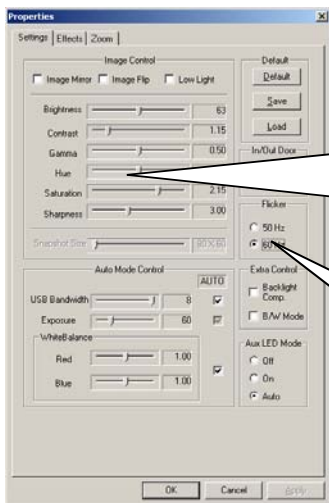 Properties
Settings
Effects
Zoom
Image Control
Image Mirror
Image Flip
Low Light
Brightness 63
Contrast 1.15
Gamma 0.50
Hue
Saturation 2.15
Sharpness 3.00
Snapshot Size 80X60
Auto Mode Control
AUTO
USB Bandwidth 8
Exposure 60
WhiteBalance
Red 1.00
Blue 1.00
Default
Default
Save
Load
In/Out Door
Flicker
50 Hz
60 Hz
Extra Control
Backlight
Comp.
B/W Mode
Aux LED Mode
Off
On
Auto
OK
Cancel
Apply